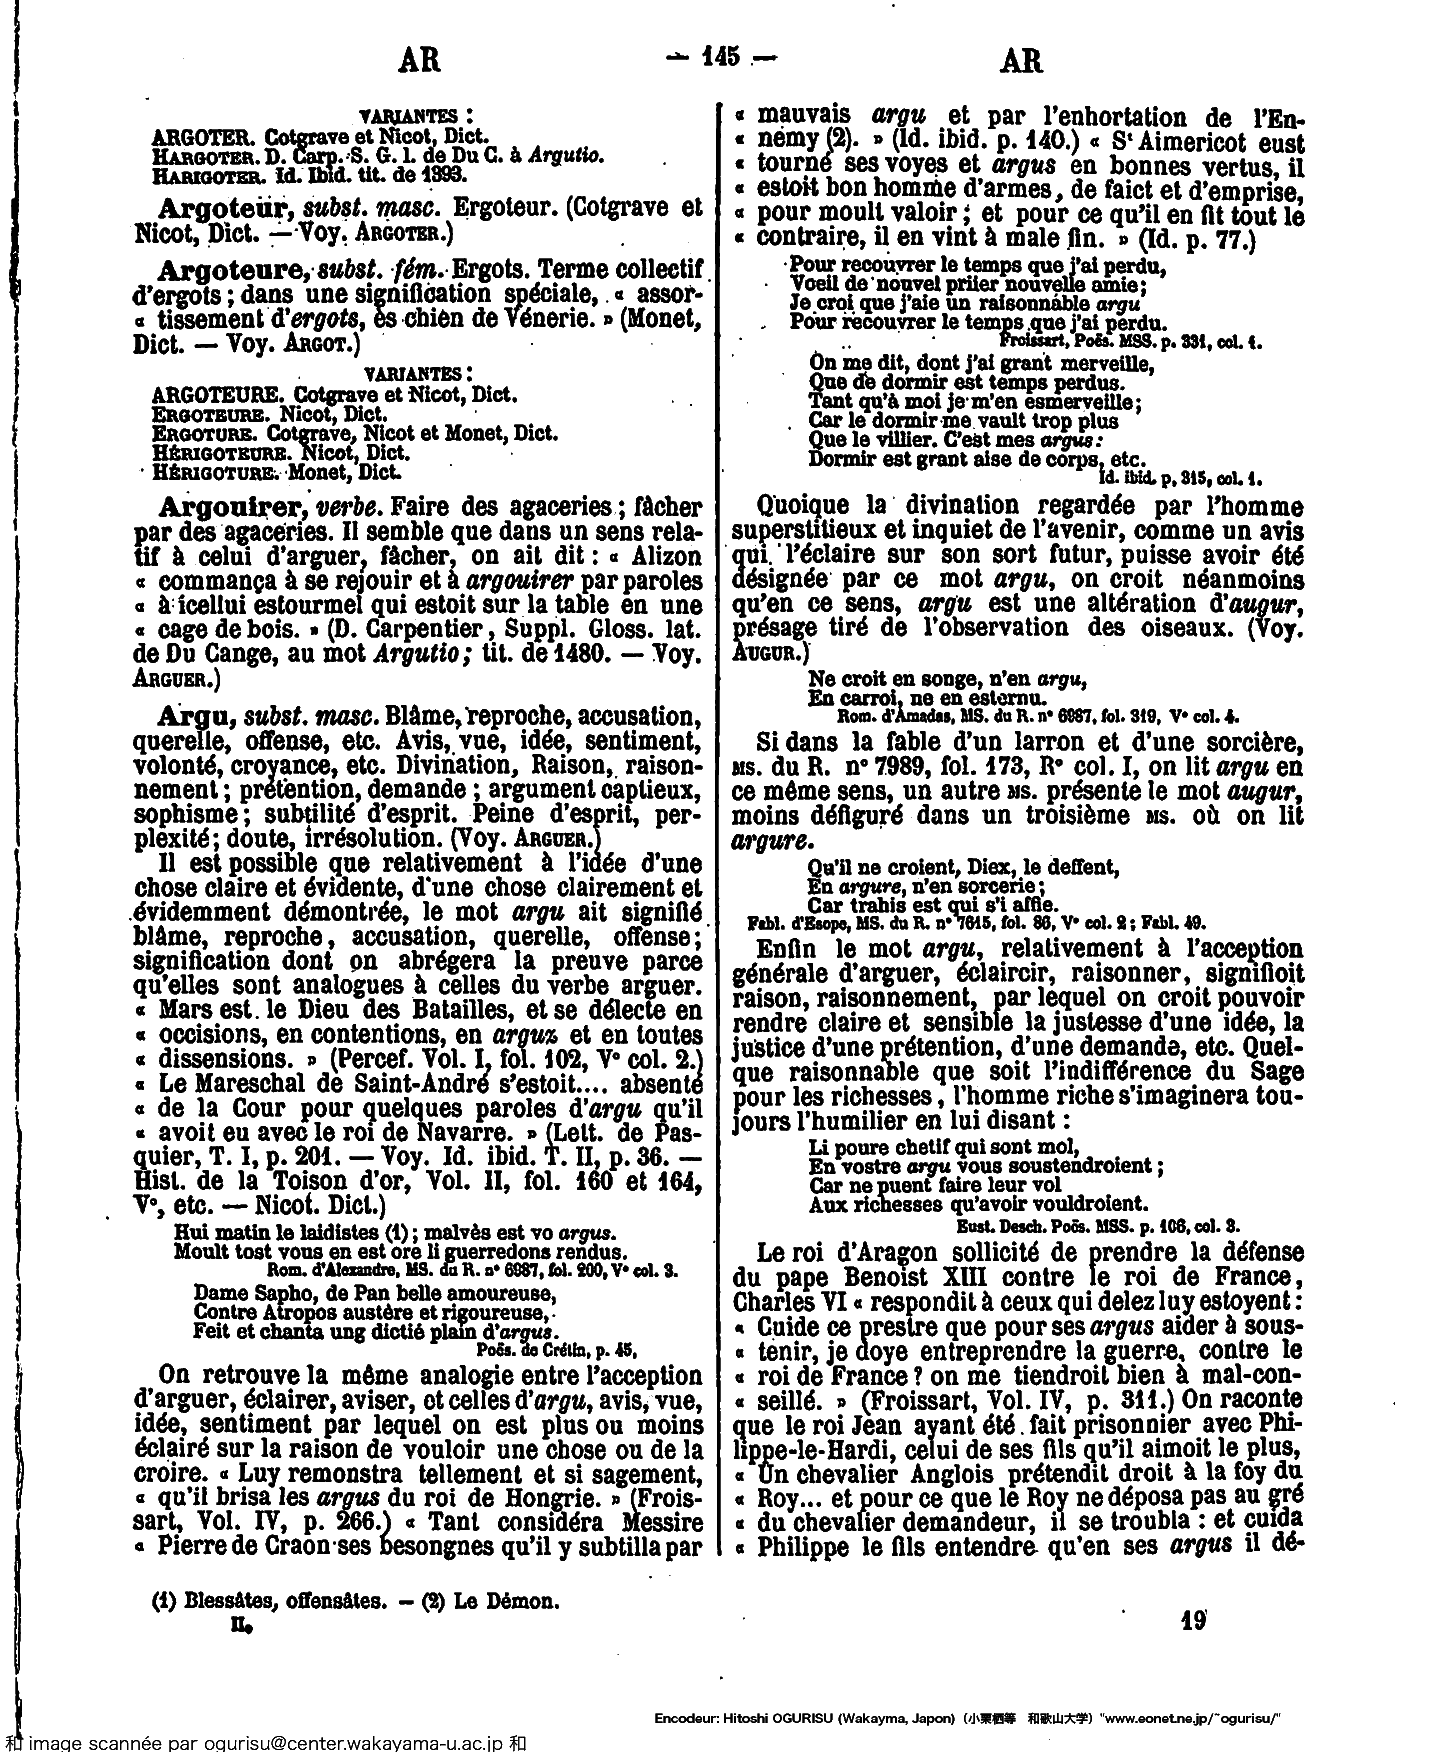 AR
— 145 —
AR
VARIANTES :
ARGOTER. Cotgrave et Nicot, Dict.
HARGOTER. D. Carp. S. G. l. de Du C. à Argutio.
HARIGOTER. Id. Ibid. tit. de 1393.
Argoteur, subst. masc. Ergoteur. (Cotgrave et
Nicot, Dict. — Voy. ARGOTER.)
Argoteure, subst. fém. Ergots. Terme collectif
d'ergots ; dans une signification spéciale, « assor-
« tissement d'ergots, ès chien de Vénerie. » (Monet,
Dict. — Voy. ARGOT.)
VARIANTES :
ARGOTEURE. Cotgrave et Nicot, Dict.
ERGOTEURE. Nicot, Dict.
ERGOTURE. Cotgrave, Nicot et Monet, Dict.
HÉRIGOTEURE. Nicot, Dict.
HÉRIGOTURE. Monet, Dict.
Argouirer, verbe. Faire des agaceries ; fâcher
par des agaceries. Il semble que dans un sens rela-
tif à celui d'arguer, fâcher, on ait dit : « Alizon
« commança à se rejouir et à argouirer par paroles
« à icellui estourmel qui estoit sur la table en une
« cage de bois. » (D. Carpentier, Suppl. Gloss. lat.
de Du Cange, au mot Argutio ; tit. de 1480. — Voy.
ARGUER.)
Argu, subst. masc. Blâme, reproche, accusation,
querelle, offense, etc. Avis, vue, idée, sentiment,
volonté, croyance, etc. Divination, Raison, raison-
nement ; prétention, demande ; argument captieux,
sophisme ; subtilité d'esprit. Peine d'esprit, per-
plexité ; doute, irrésolution. (Voy. ARGUER.)
Il est possible que relativement à l'idée d'une
chose claire et évidente, d'une chose clairement et
évidemment démontrée, le mot argu ait signifié
blâme, reproche, accusation, querelle, offense ;
signification dont on abrégera la preuve parce
qu'elles sont analogues à celles du verbe arguer.
« Mars est le Dieu des Batailles, et se délecte en
« occisions, en contentions, en arguz et en toutes
« dissensions. » (Percef. Vol. I, fol. 102, V° col. 2.)
« Le Mareschal de Saint-André s'estoit.... absenté
« de la Cour pour quelques paroles d'argu qu'il
« avoit eu avec le roi de Navarre. » (Lett. de Pas-
quier, T. I, p. 201. — Voy. Id. ibid. T. II, p. 36. —
Hist. de la Toison d'or, Vol. II, fol. 160 et 164,
V°, etc. — Nicot. Dict.)
Hui matin le laidistes (1) ; malvès est vo argus.
Moult tost vous en est ore li guerredons rendus.
Rom. d'Alexandre, MS. du R. n° 6987, fol. 200, V° col. 3.
Dame Sapho, de Pan belle amoureuse,
Contre Atropos austère et rigoureuse,
Feit et chanta ung dictié plain d'argus.
Poës. de Crétin, p. 45,
On retrouve la même analogie entre l'acception
d'arguer, éclairer, aviser, et celles d'argu, avis, vue,
idée, sentiment par lequel on est plus ou moins
éclairé sur la raison de vouloir une chose ou de la
croire. « Luy remonstra tellement et si sagement,
« qu'il brisa les argus du roi de Hongrie. » (Frois-
sart, Vol. IV, p. 266.) « Tant considéra Messire
« Pierre de Craon ses besongnes qu'il y subtilla par
« mauvais argu et par l'enhortation de l'En-
« nemy (2). » (Id. ibid. p. 140.) « St Aimericot eust
« tourné ses voyes et argus en bonnes vertus, il
« estoit bon homme d'armes, de faict et d'emprise,
« pour moult valoir ; et pour ce qu'il en fit tout le
« contraire, il en vint à male fin. » (Id. p. 77.)
Pour recouvrer le temps que j'ai perdu,
Voeil de nouvel priier nouvelle amie ;
Je croi que j'aie un raisonnable argu
Pour recouvrer le temps que j'ai perdu.
Froissart, Poës. MSS. p. 331, col. 1.
On me dit, dont j'ai grant merveille,
Que de dormir est temps perdus.
Tant qu'à moi je m'en esmerveille ;
Car le dormir me vault trop plus
Que le villier. C'est mes argus :
Dormir est grant aise de corps, etc.
Id. ibid. p. 315, col. 1.
Quoique la divination regardée par l'homme
superstitieux et inquiet de l'avenir, comme un avis
qui l'éclaire sur son sort futur, puisse avoir été
désignée par ce mot argu, on croit néanmoins
qu'en ce sens, argu est une altération d'augur,
présage tiré de l'observation des oiseaux. (Voy.
AUGUR.)
Ne croit en songe, n'en argu,
En carroi, ne en esternu.
Rom. d'Amadas, MS. du R. n° 6987, fol. 319, V° col. 4.
Si dans la fable d'un larron et d'une sorcière,
MS. du R. n° 7989, fol. 173, R° col. I, on lit argu en
ce même sens, un autre MS. présente le mot augur,
moins défiguré dans un troisième MS. où on lit
argure.
Qu'il ne croient, Diex, le deffent,
En argure, n'en sorcerie ;
Car trahis est qui s'i affie.
Fabl. d'Esope, MS. du R. n° 7615, fol. 86, V° col. 2 ; Fabl. 49.
Enfin le mot argu, relativement à l'acception
générale d'arguer, éclaircir, raisonner, signifioit
raison, raisonnement, par lequel on croit pouvoir
rendre claire et sensible la justesse d'une idée, la
justice d'une prétention, d'une demande, etc. Quel-
que raisonnable que soit l'indifférence du Sage
pour les richesses, l'homme riche s'imaginera tou-
jours l'humilier en lui disant :
Li poure chetif qui sont mol,
En vostre argu vous soustendroient ;
Car ne puent faire leur vol
Aux richesses qu'avoir vouldroient.
Eust. Desch. Poës. MSS. p. 106, col. 3.
Le roi d'Aragon sollicité de prendre la défense
du pape Benoist XIII contre le roi de France,
Charles VI « respondit à ceux qui delez luy estoyent :
« Cuide ce prestre que pour ses argus aider à sous-
« tenir, je doye entreprendre la guerre, contre le
« roi de France ? on me tiendroit bien à mal-con-
« seillé. » (Froissart, Vol. IV, p. 311.) On raconte
que le roi Jean ayant été fait prisonnier avec Phi-
lippe-le-Hardi, celui de ses fils qu'il aimoit le plus,
« Un chevalier Anglois prétendit droit à la foy du
« Roy... et pour ce que le Roy ne déposa pas au gré
« du chevalier demandeur, il se troubla : et cuida
« Philippe le fils entendre qu'en ses argus il dé-
(1) Blessâtes, offensâtes. — (2) Le Démon.
II.
19
Encodeur: Hitoshi OGURISU (Wakayma, Japon) (小栗栖等 和歌山大学) "www.eonet.ne.jp/~ogurisu/"
和 image scannée par ogurisu@center.wakayama-u.ac.jp 和